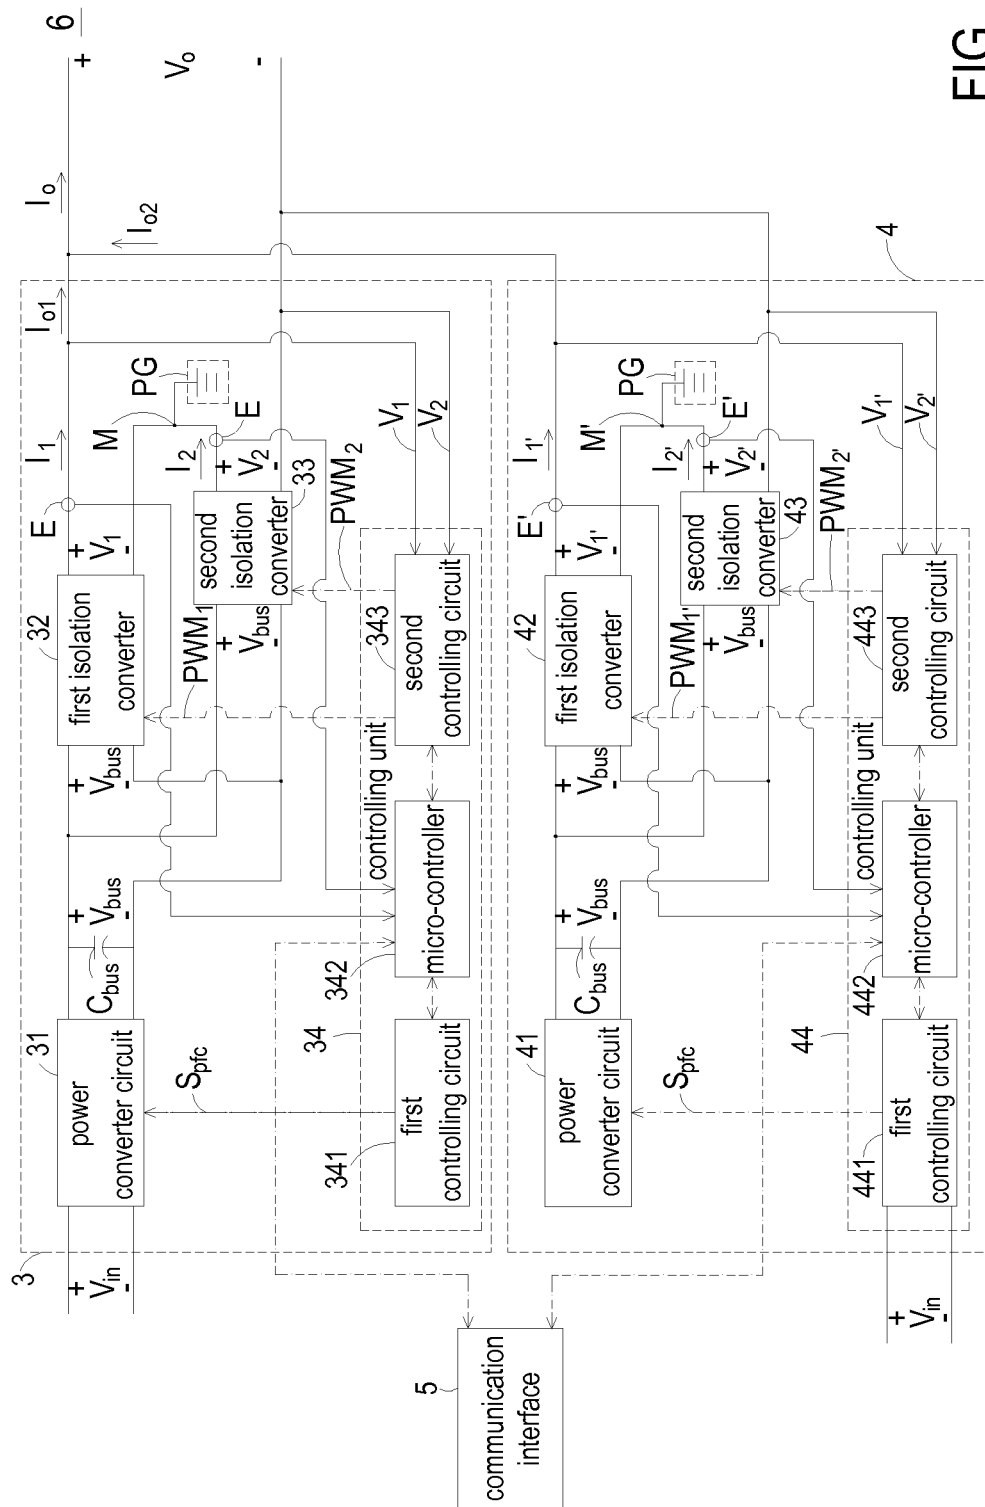 6
+
Vo
-
Io
Io2
Io1
3
+
Vin
-
31
power
converter circuit
Cbus
+
Vbus
-
+
Vbus
-
32
first isolation
converter
+
V1
-
E
I1
M
PG
I2
E
+
V2
-
33
second
isolation
converter
+
Vbus
-
PWM1
PWM2
V1
V2
Spfc
34
controlling unit
341
first
controlling circuit
342
micro-controller
343
second
controlling circuit
4
41
power
converter circuit
Cbus
+
Vbus
-
+
Vbus
-
42
first isolation
converter
+
V1'
-
E'
I1'
M'
PG
I2'
E'
+
V2'
-
43
second
isolation
converter
+
Vbus
-
PWM1'
PWM2'
V1'
V2'
Spfc
44
controlling unit
441
first
controlling circuit
442
micro-controller
443
second
controlling circuit
+
Vin
-
5
communication
interface
FIG